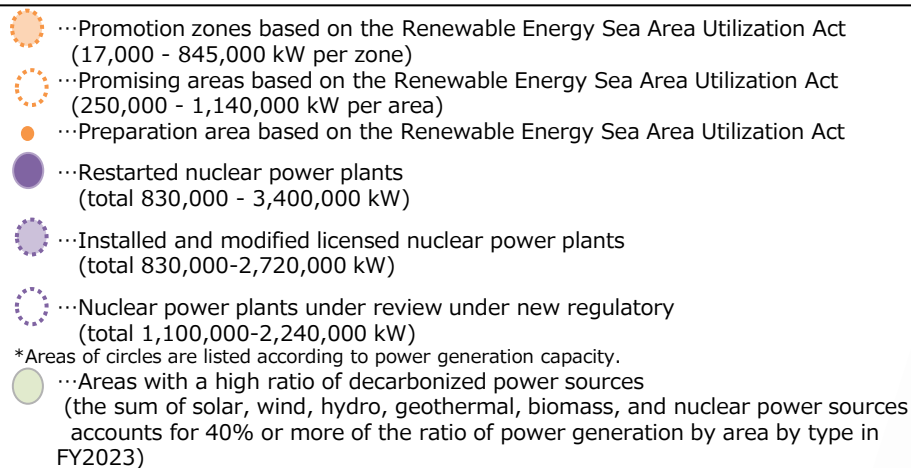 …Promotion zones based on the Renewable Energy Sea Area Utilization Act
(17,000 - 845,000 kW per zone)
…Promising areas based on the Renewable Energy Sea Area Utilization Act
(250,000 - 1,140,000 kW per area)
…Preparation area based on the Renewable Energy Sea Area Utilization Act
…Restarted nuclear power plants
(total 830,000 - 3,400,000 kW)
…Installed and modified licensed nuclear power plants
(total 830,000-2,720,000 kW)
…Nuclear power plants under review under new regulatory
(total 1,100,000-2,240,000 kW)
*Areas of circles are listed according to power generation capacity.
…Areas with a high ratio of decarbonized power sources
(the sum of solar, wind, hydro, geothermal, biomass, and nuclear power sources
accounts for 40% or more of the ratio of power generation by area by type in
FY2023)